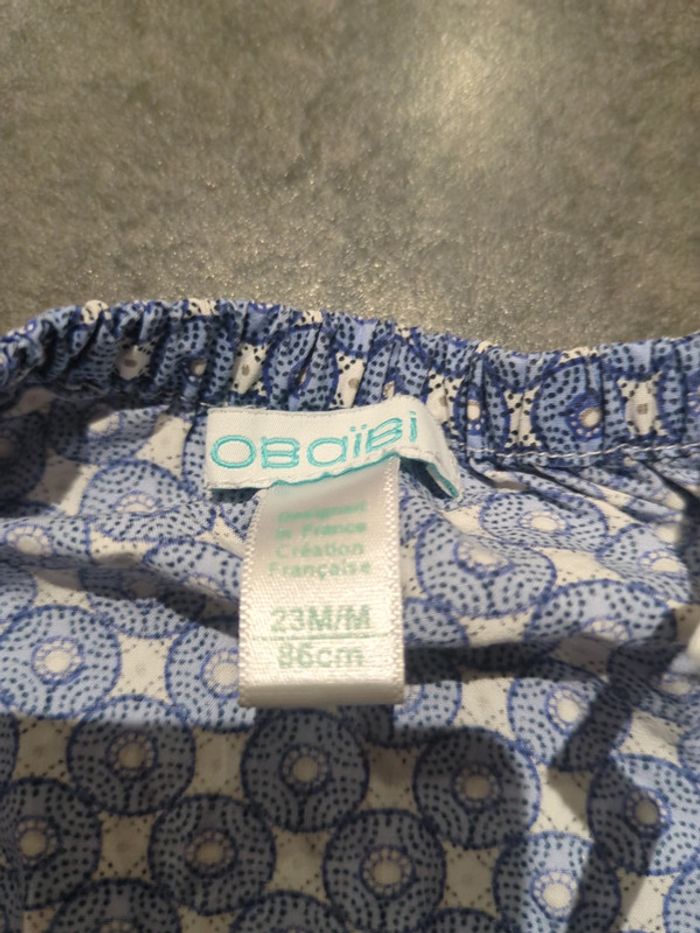 OBaïBi
Designed
in France
Création
Française
23M/M
86cm